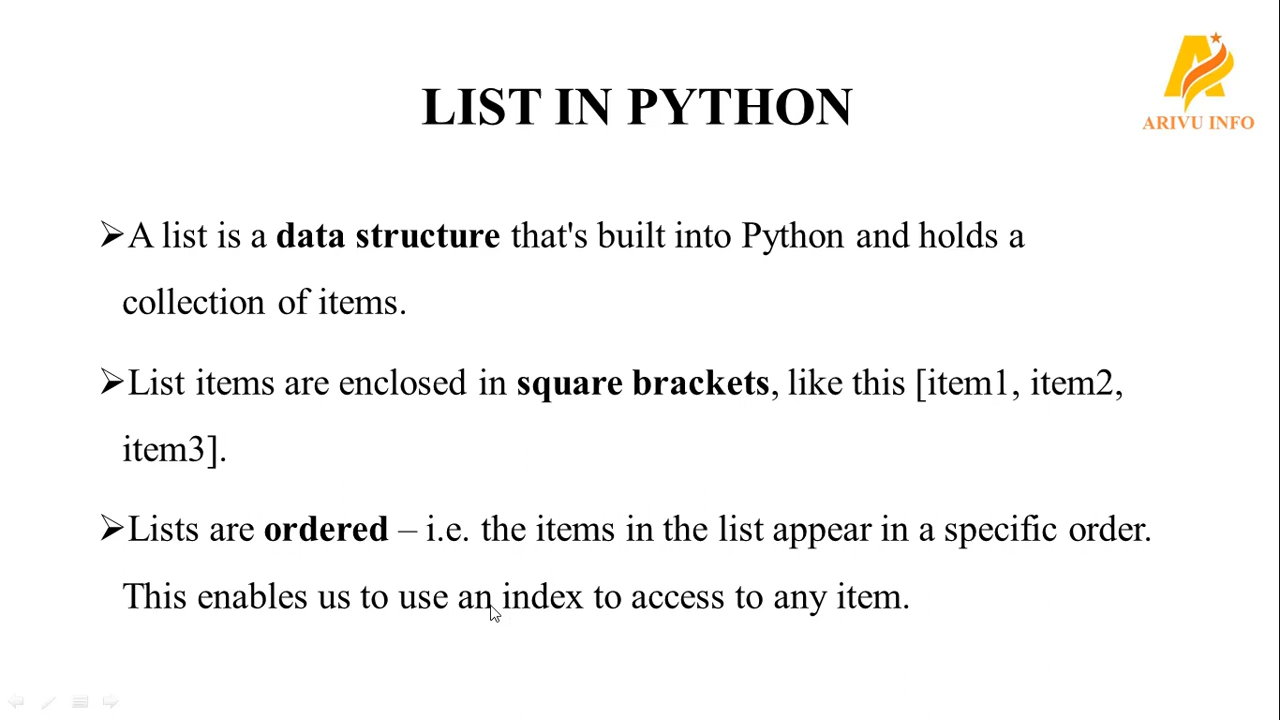 LIST IN PYTHON
ARIVU INFO
➢A list is a data structure that's built into Python and holds a
collection of items.
➢List items are enclosed in square brackets, like this [item1, item2,
item3].
➢Lists are ordered – i.e. the items in the list appear in a specific order.
This enables us to use an index to access to any item.